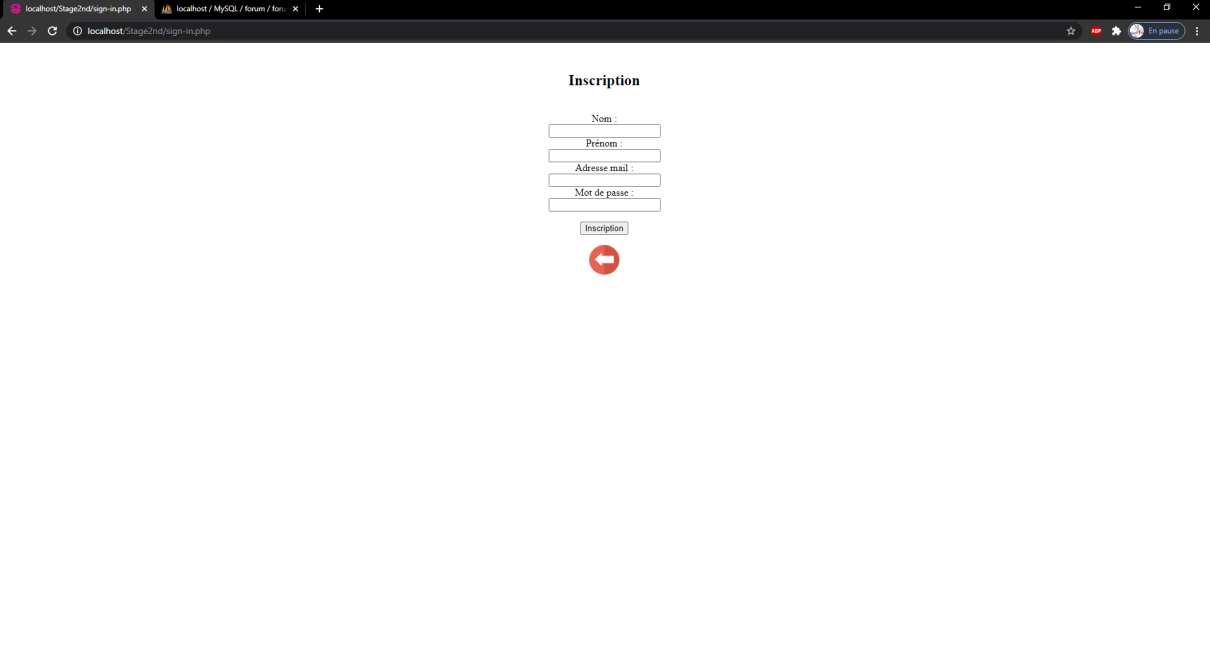 localhost/Stage2nd/sign-in.php
localhost / MySQL / forum / foru
localhost/Stage2nd/sign-in.php
ABP
En pause
Inscription
Nom :
Prénom :
Adresse mail :
Mot de passe :
Inscription